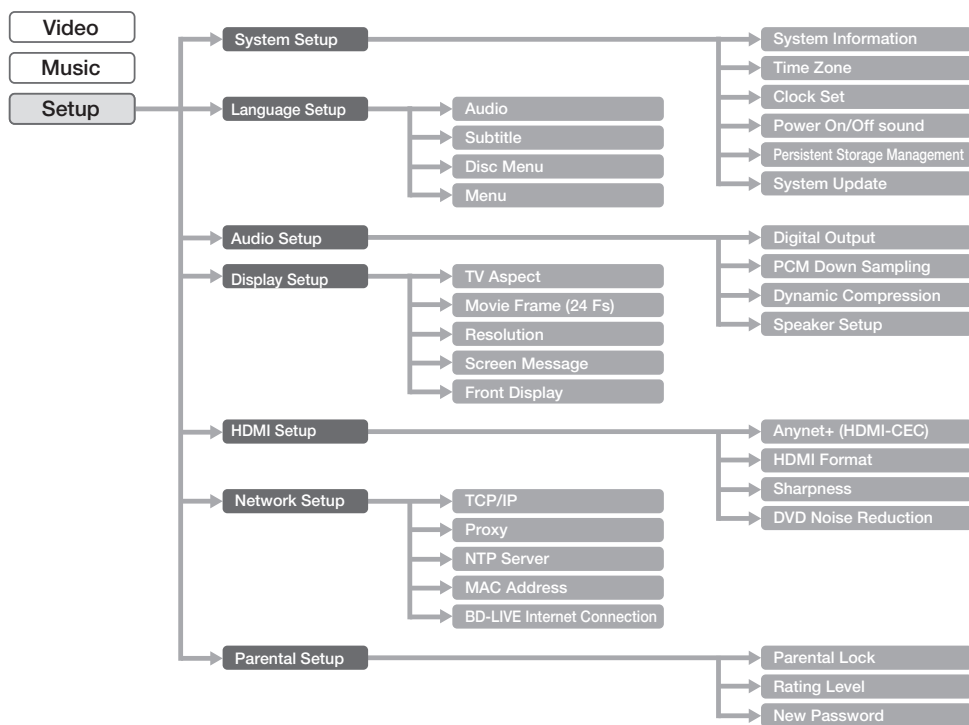 Video
Music
Setup
System Setup
System Information
Time Zone
Clock Set
Power On/Off sound
Persistent Storage Management
System Update
Language Setup
Audio
Subtitle
Disc Menu
Menu
Audio Setup
Digital Output
PCM Down Sampling
Dynamic Compression
Speaker Setup
Display Setup
TV Aspect
Movie Frame (24 Fs)
Resolution
Screen Message
Front Display
HDMI Setup
Anynet+ (HDMI-CEC)
HDMI Format
Sharpness
DVD Noise Reduction
Network Setup
TCP/IP
Proxy
NTP Server
MAC Address
BD-LIVE Internet Connection
Parental Setup
Parental Lock
Rating Level
New Password